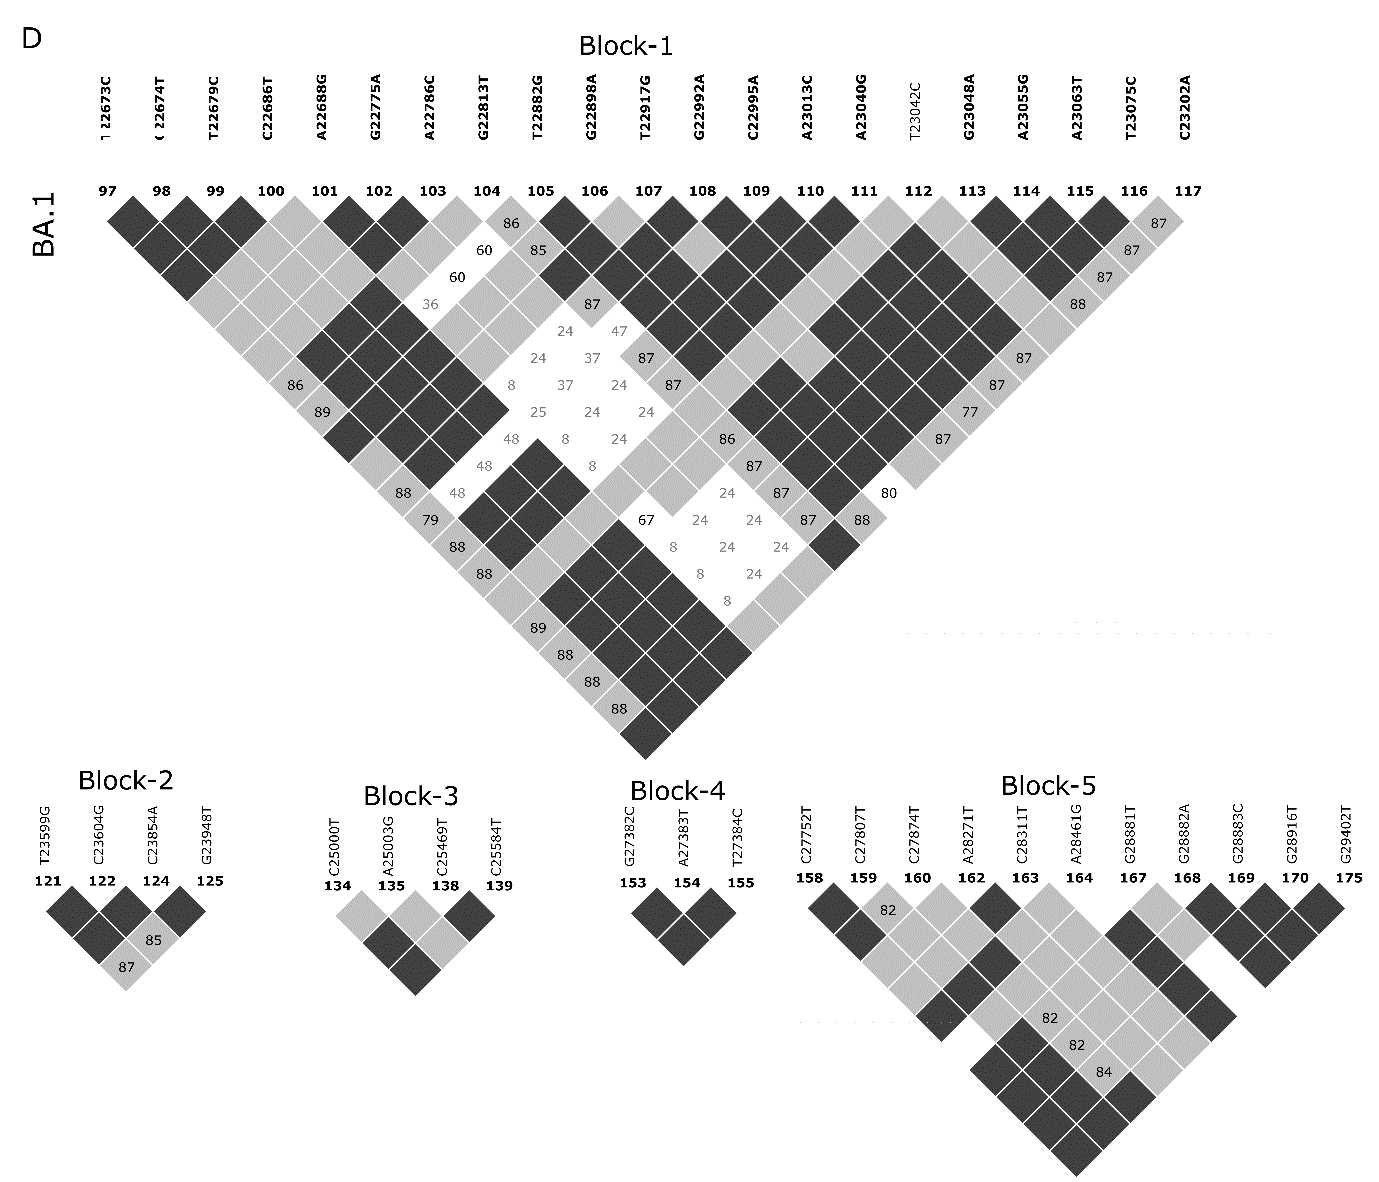 D
Block-1
22673C
22674T
T22679C
C22686T
A22688G
G22775A
A22786C
G22813T
T22882G
G22898A
T22917G
G22992A
C22995A
A23013C
A23040G
T23042C
G23048A
A23055G
A23063T
T23075C
C23202A
BA.1
97 98 99 100 101 102 103 104 105 106 107 108 109 110 111 112 113 114 115 116 117
86 87
60 85 87
60 87
36 87 88
24 47
24 37 87 87
86 8 37 24 87 87
89 25 24 24 77
48 8 24 86 87
48 8 87
88 48 24 87 80
79 67 24 24 87 88
88 8 24 24
88 8 24
8
89
88
88
88
Block-2
T23599G
C23604G
C23854A
G23948T
121 122 124 125
85
87
Block-3
C25000T
A25003G
C25469T
C25584T
134 135 138 139
Block-4
G27382C
A27383T
T27384C
153 154 155
Block-5
C27752T
C27807T
C27874T
A28271T
C28311T
A28461G
G28881T
G28882A
G28883C
G28916T
G29402T
158 159 160 162 163 164 167 168 169 170 175
82
82
82
84